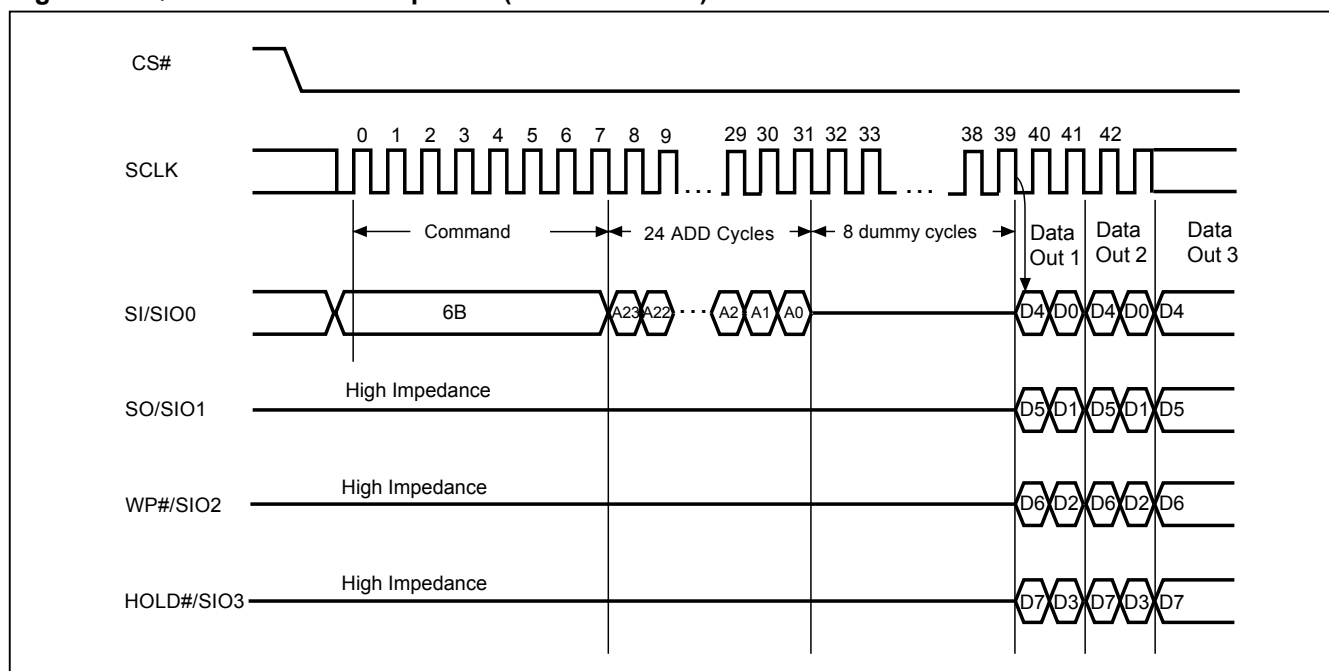 CS#
0 1 2 3 4 5 6 7 8 9 29 30 31 32 33 38 39 40 41 42
SCLK
. . . . . .
Command 24 ADD Cycles 8 dummy cycles Data Out 1 Data Out 2 Data Out 3
SI/SIO0 6B A23 A22 · · · A2 A1 A0 D4 D0 D4 D0 D4
High Impedance
SO/SIO1 D5 D1 D5 D1 D5
High Impedance
WP#/SIO2 D6 D2 D6 D2 D6
High Impedance
HOLD#/SIO3 D7 D3 D7 D3 D7